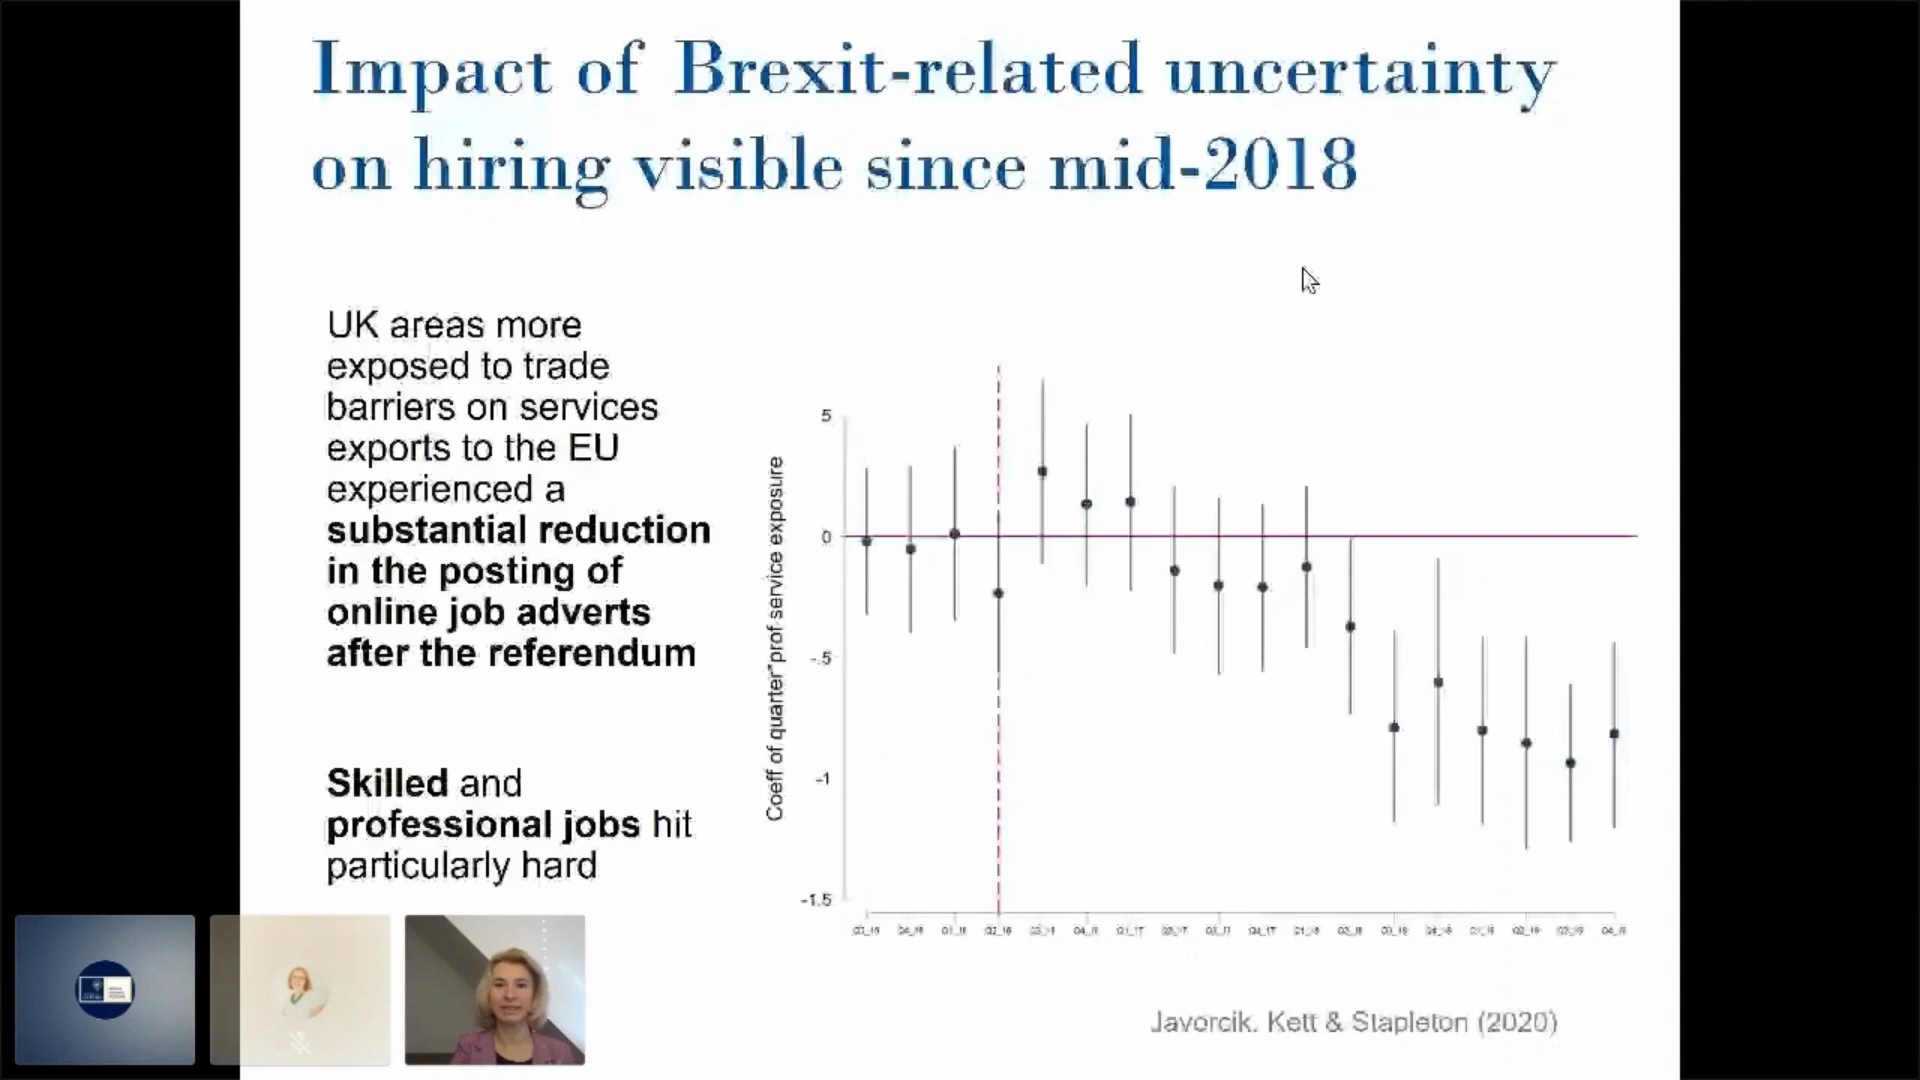 Impact of Brexit-related uncertainty
on hiring visible since mid-2018
UK areas more
exposed to trade
barriers on services
exports to the EU
experienced a
substantial reduction
in the posting of
online job adverts
after the referendum
Skilled and
professional jobs hit
particularly hard
Coeff of quarter*prof service exposure
.5
0
-.5
-1
-1.5
Javorcik, Kett & Stapleton (2020)